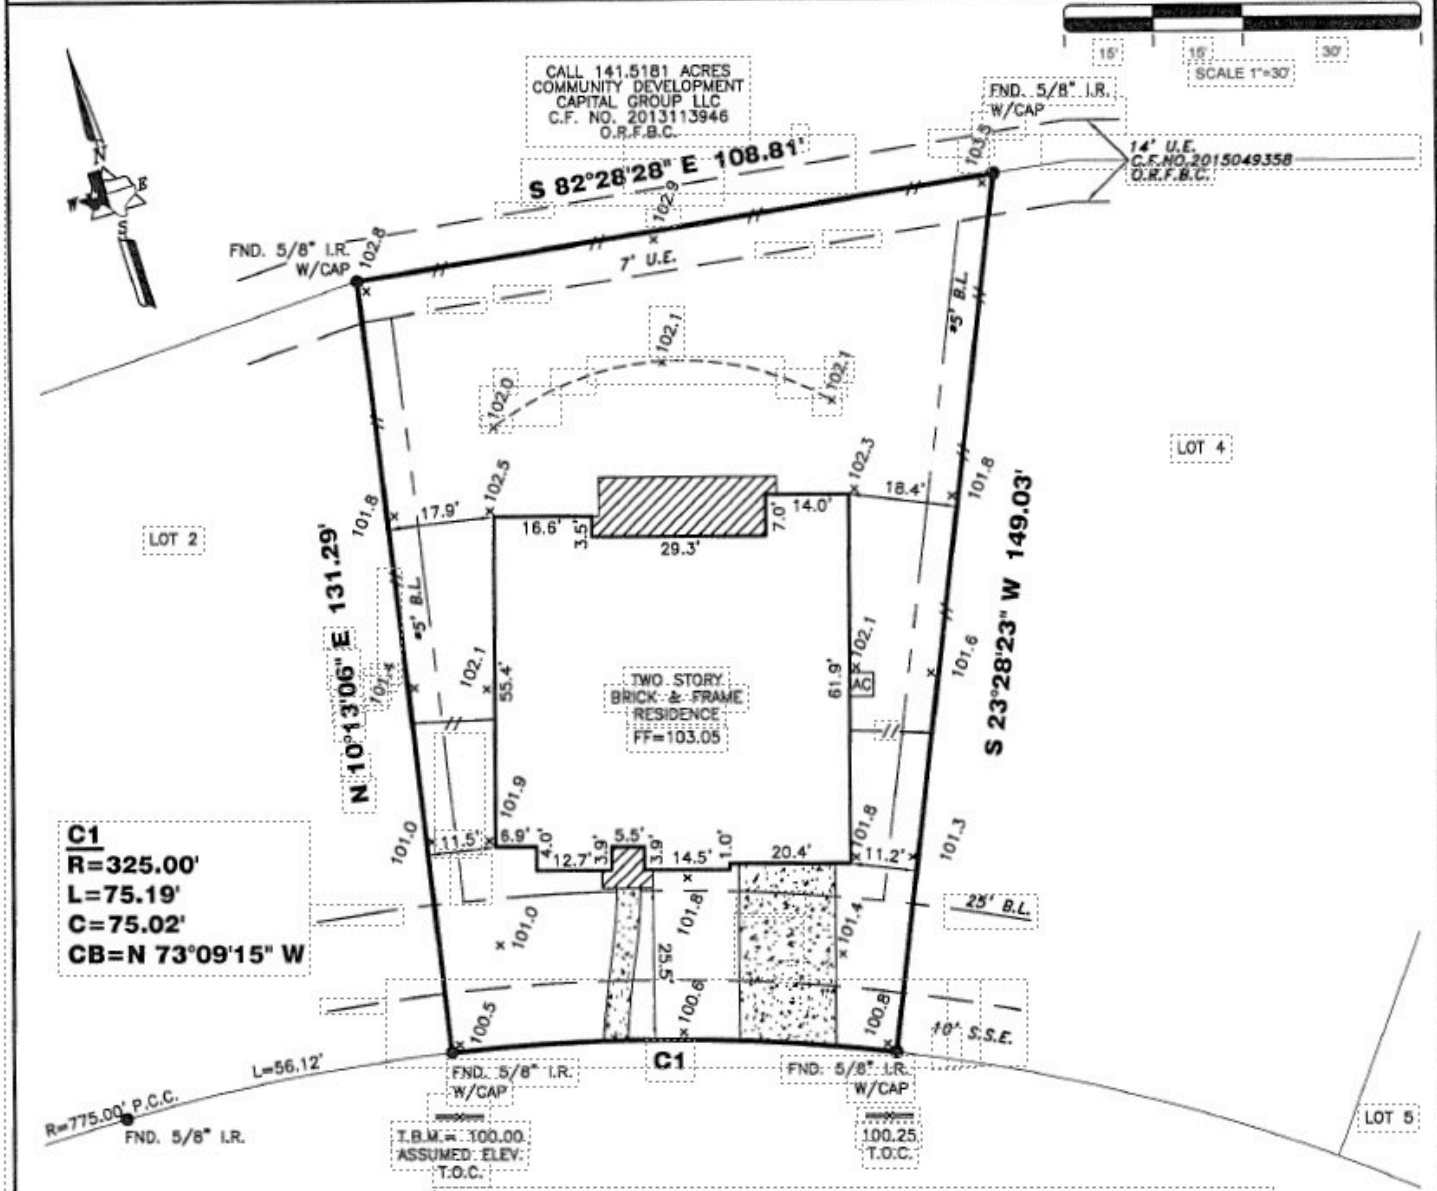 15'
15'
30'
SCALE 1"=30'
CALL 141.5181 ACRES
COMMUNITY DEVELOPMENT
CAPITAL GROUP LLC
C.F. NO. 2013113946
O.R.F.B.C.
FND. 5/8" I.R.
W/CAP
103.5
14' U.E.
C.F.NO.2015049358
O.R.F.B.C.
N
W
E
S
S 82°28'28" E 108.81'
102.9
FND. 5/8" I.R.
W/CAP
102.8
7' U.E.
*5' B.L.
102.1
102.0
102.1
LOT 4
LOT 2
101.8
17.9'
102.5
16.6'
3.5'
29.3'
7.0'
14.0'
102.3
18.4'
101.8
N 10°13'06" E 131.29'
S 23°28'23" W 149.03'
*5' B.L.
101.4
102.1
55.4'
TWO STORY
BRICK & FRAME
RESIDENCE
FF=103.05
61.9'
102.1
AC
101.6
C1
R=325.00'
L=75.19'
C=75.02'
CB=N 73°09'15" W
101.0
11.5'
101.9
6.9'
4.0'
12.7'
3.9'
5.5'
3.9'
14.5'
1.0'
20.4'
101.8
11.2'
101.3
25' B.L.
101.0
101.8
101.4
25.5'
100.5
100.6
100.8
10' S.S.E.
C1
L=56.12'
R=775.00' P.C.C.
FND. 5/8" I.R.
FND. 5/8" I.R.
W/CAP
FND. 5/8" I.R.
W/CAP
T.B.M.= 100.00
ASSUMED ELEV.
T.O.C.
100.25
T.O.C.
LOT 5